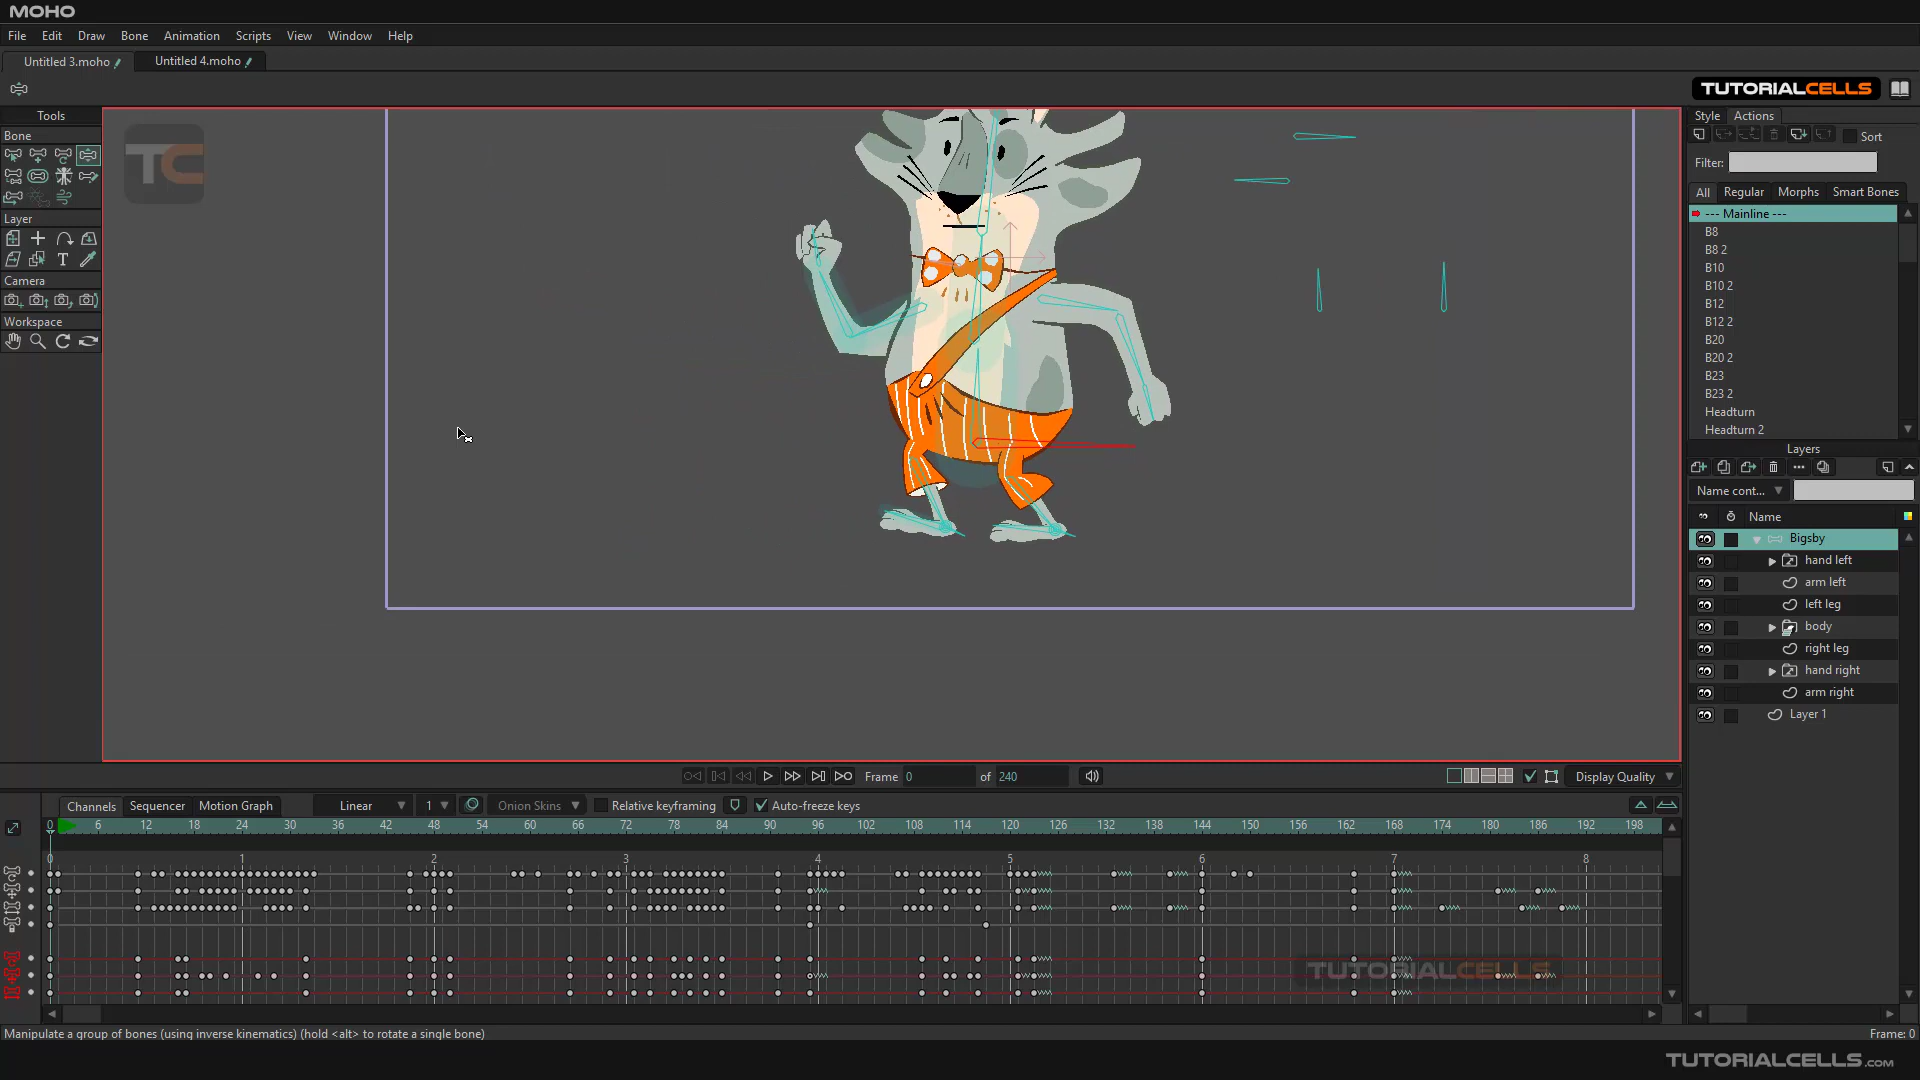 MOHO
File Edit Draw Bone Animation Scripts View Window Help
Untitled 3.moho Untitled 4.moho
TUTORIALCELLS
Tools
Bone
Layer
Camera
Workspace
TC
Style Actions
Sort
Filter:
All Regular Morphs Smart Bones
--- Mainline ---
B8
B8 2
B10
B10 2
B12
B12 2
B20
B20 2
B23
B23 2
Headturn
Headturn 2
Layers
Name cont...
Name
Bigsby
hand left
arm left
left leg
body
right leg
hand right
arm right
Layer 1
Frame 0 of 240 Display Quality
Channels Sequencer Motion Graph Linear 1 Onion Skins Relative keyframing Auto-freeze keys
0 6 12 18 24 30 36 42 48 54 60 66 72 78 84 90 96 102 108 114 120 126 132 138 144 150 156 162 168 174 180 186 192 198
0 1 2 3 4 5 6 7 8
TUTORIALCELLS
Manipulate a group of bones (using inverse kinematics) (hold <alt> to rotate a single bone) Frame: 0
TUTORIALCELLS.COM